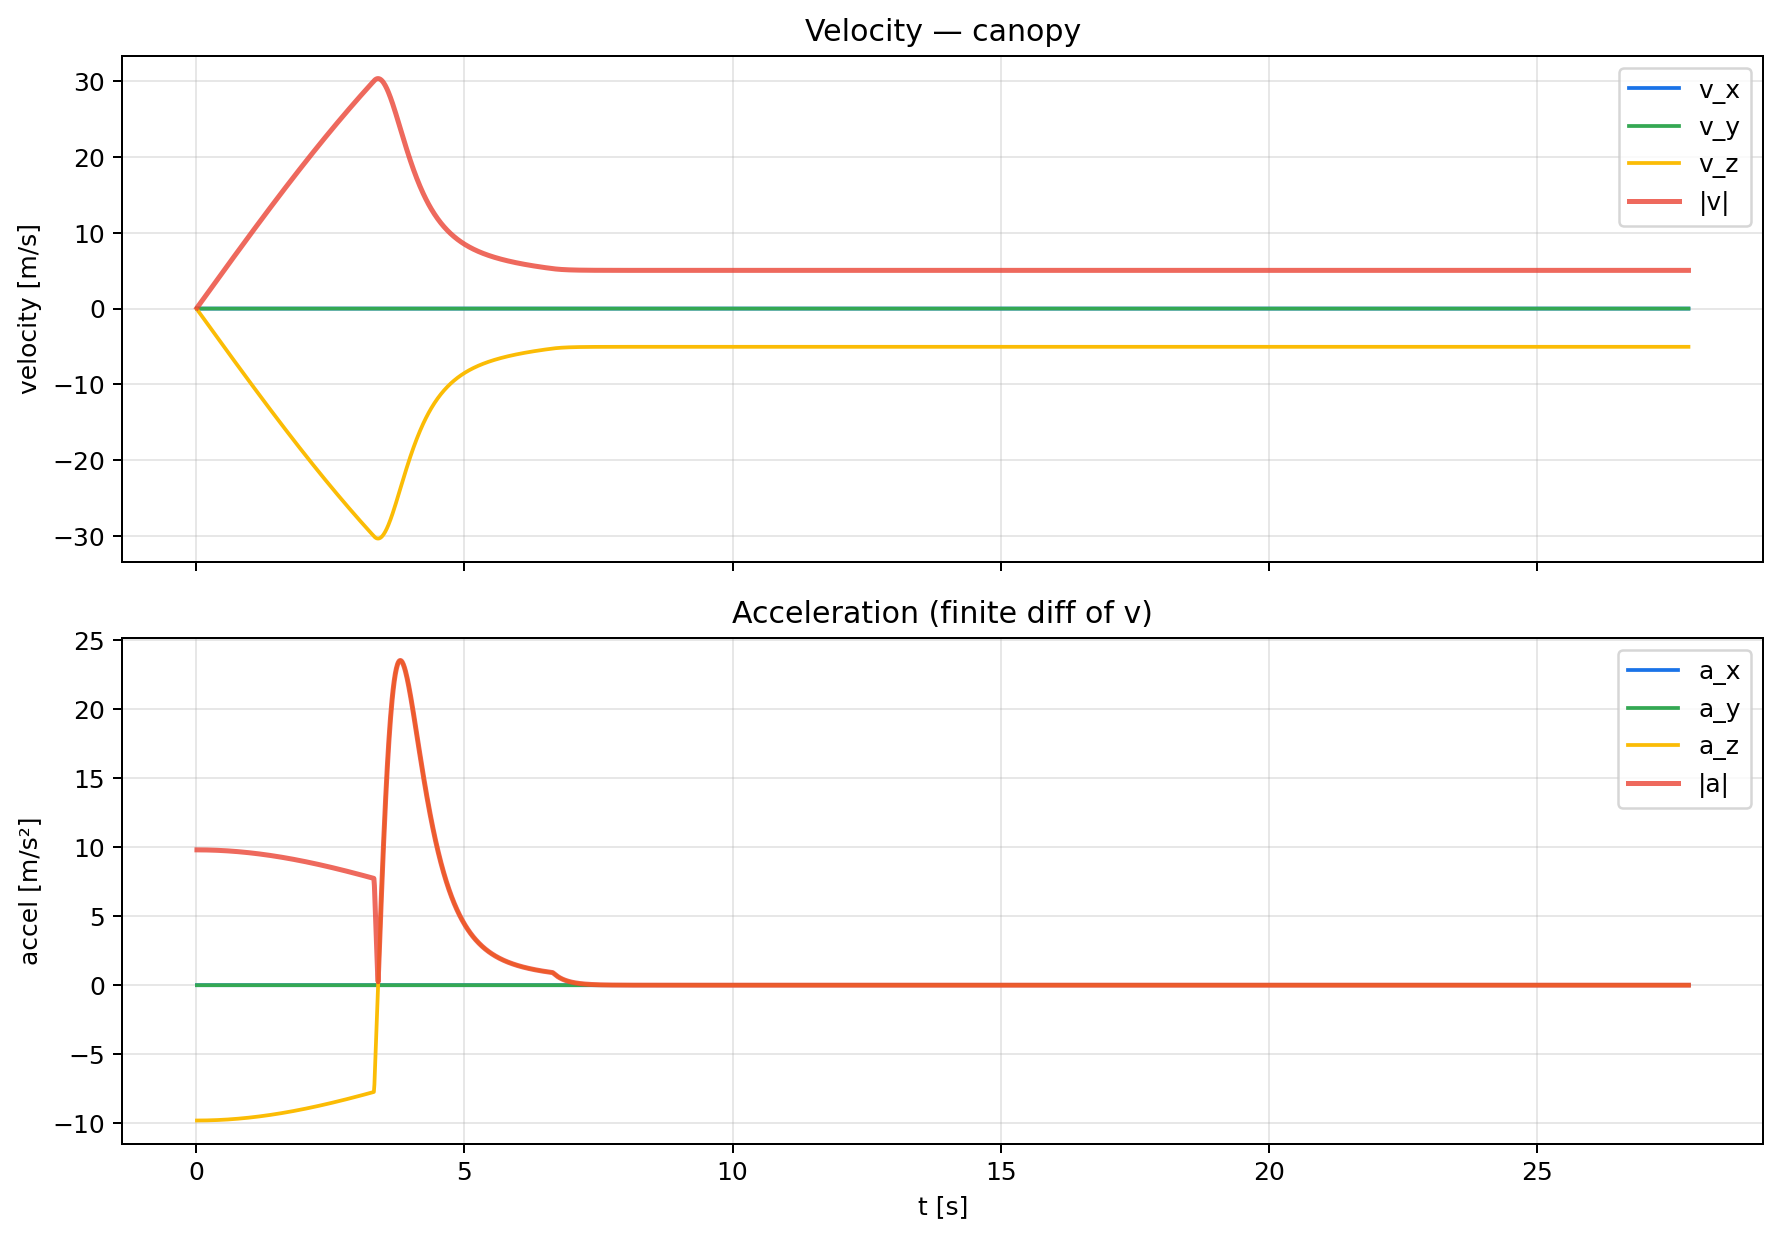 Velocity — canopy
30
20
10
0
−10
−20
−30
velocity [m/s]
v_x
v_y
v_z
|v|
Acceleration (finite diff of v)
25
20
15
10
5
0
−5
−10
accel [m/s²]
a_x
a_y
a_z
|a|
0 5 10 15 20 25
t [s]